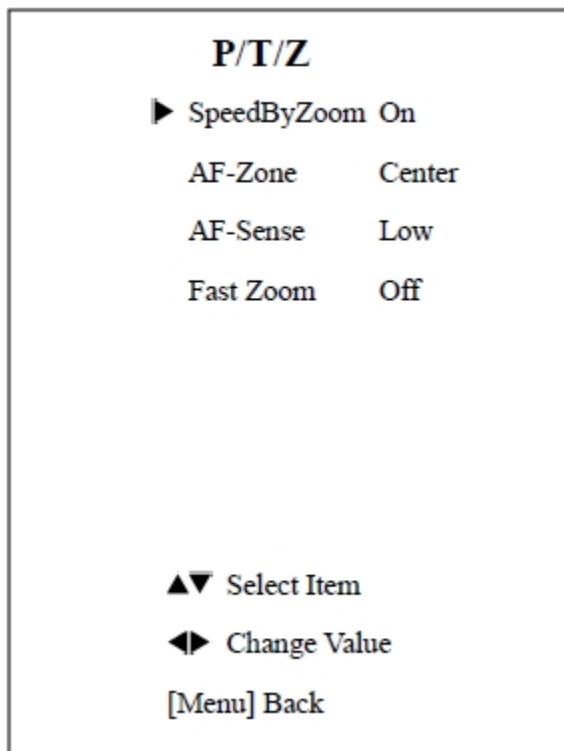 P/T/Z
▶ SpeedByZoom On
AF-Zone Center
AF-Sense Low
Fast Zoom Off
▲▼ Select Item
◀▶ Change Value
[Menu] Back